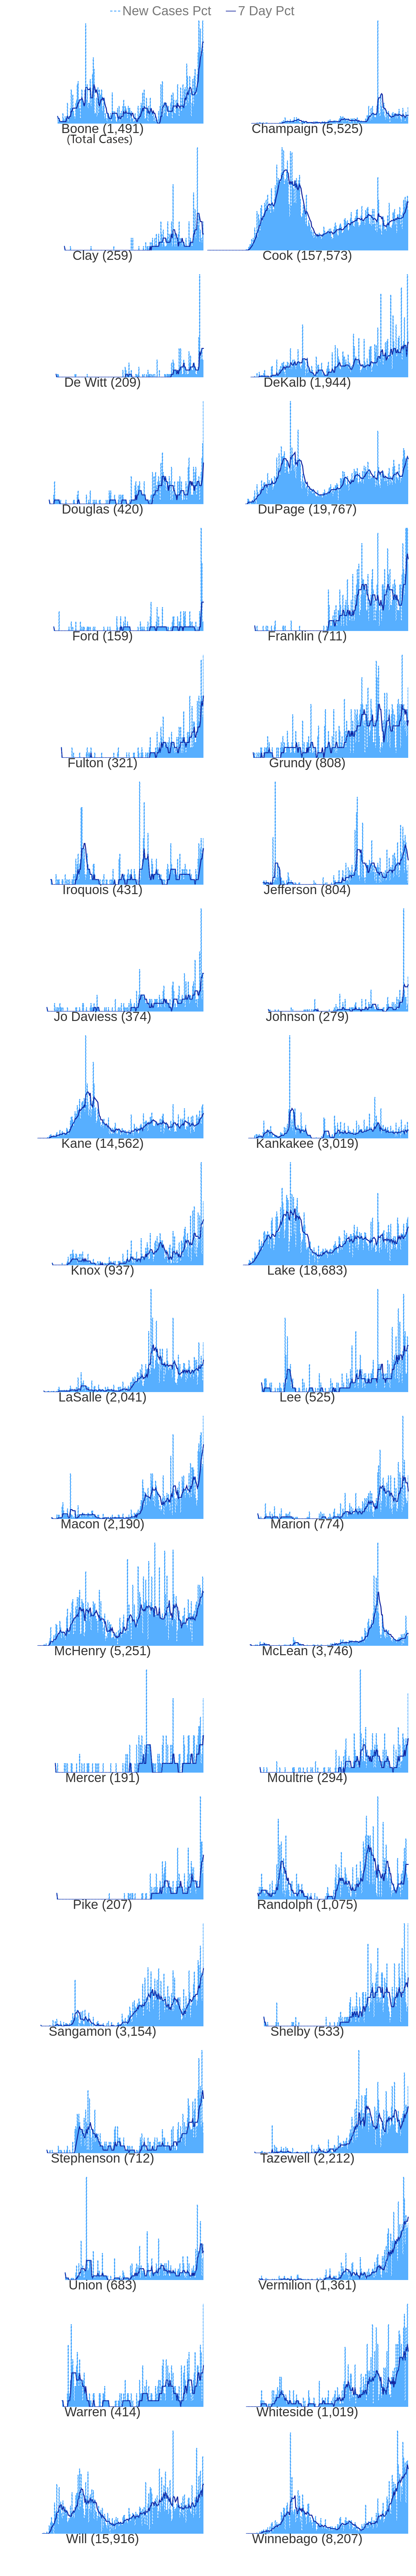 New Cases Pct 7 Day Pct
Boone (1,491) Champaign (5,525)
(Total Cases)
Clay (259) Cook (157,573)
De Witt (209) DeKalb (1,944)
Douglas (420) DuPage (19,767)
Ford (159) Franklin (711)
Fulton (321) Grundy (808)
Iroquois (431) Jefferson (804)
Jo Daviess (374) Johnson (279)
Kane (14,562) Kankakee (3,019)
Knox (937) Lake (18,683)
LaSalle (2,041) Lee (525)
Macon (2,190) Marion (774)
McHenry (5,251) McLean (3,746)
Mercer (191) Moultrie (294)
Pike (207) Randolph (1,075)
Sangamon (3,154) Shelby (533)
Stephenson (712) Tazewell (2,212)
Union (683) Vermilion (1,361)
Warren (414) Whiteside (1,019)
Will (15,916) Winnebago (8,207)